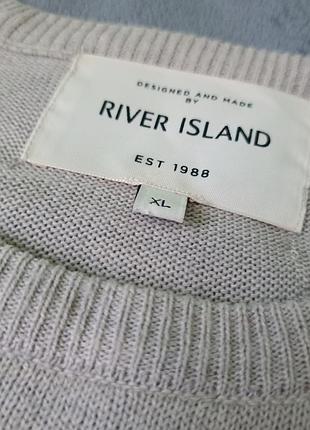 DESIGNED AND MADE
BY
RIVER ISLAND
EST 1988
XL